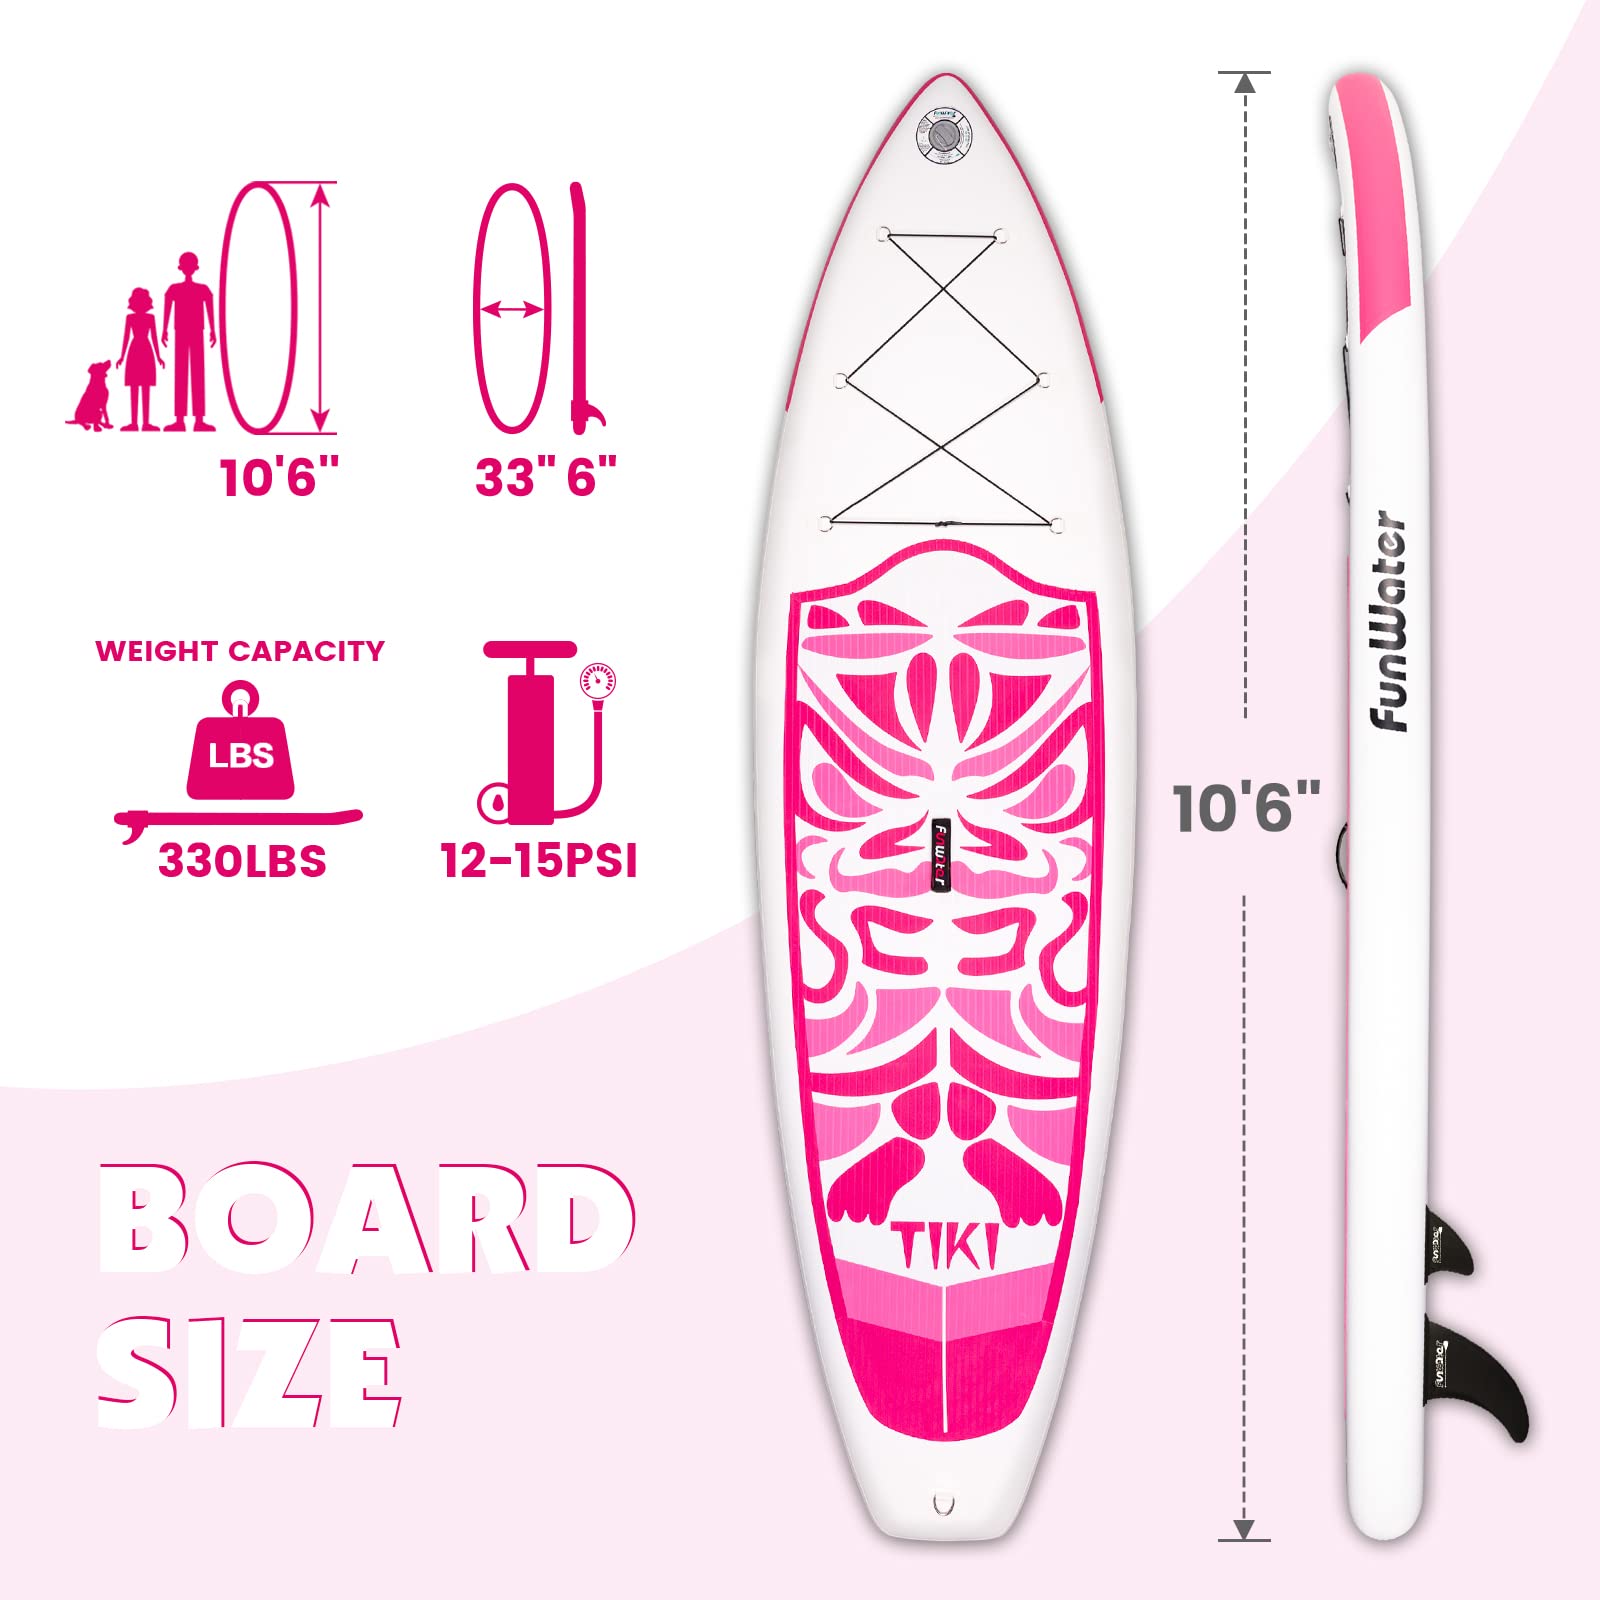 10'6"
33" 6"
WEIGHT CAPACITY
LBS
330LBS
12-15PSI
BOARD
SIZE
funWater
TIKI
10'6"
FunWater